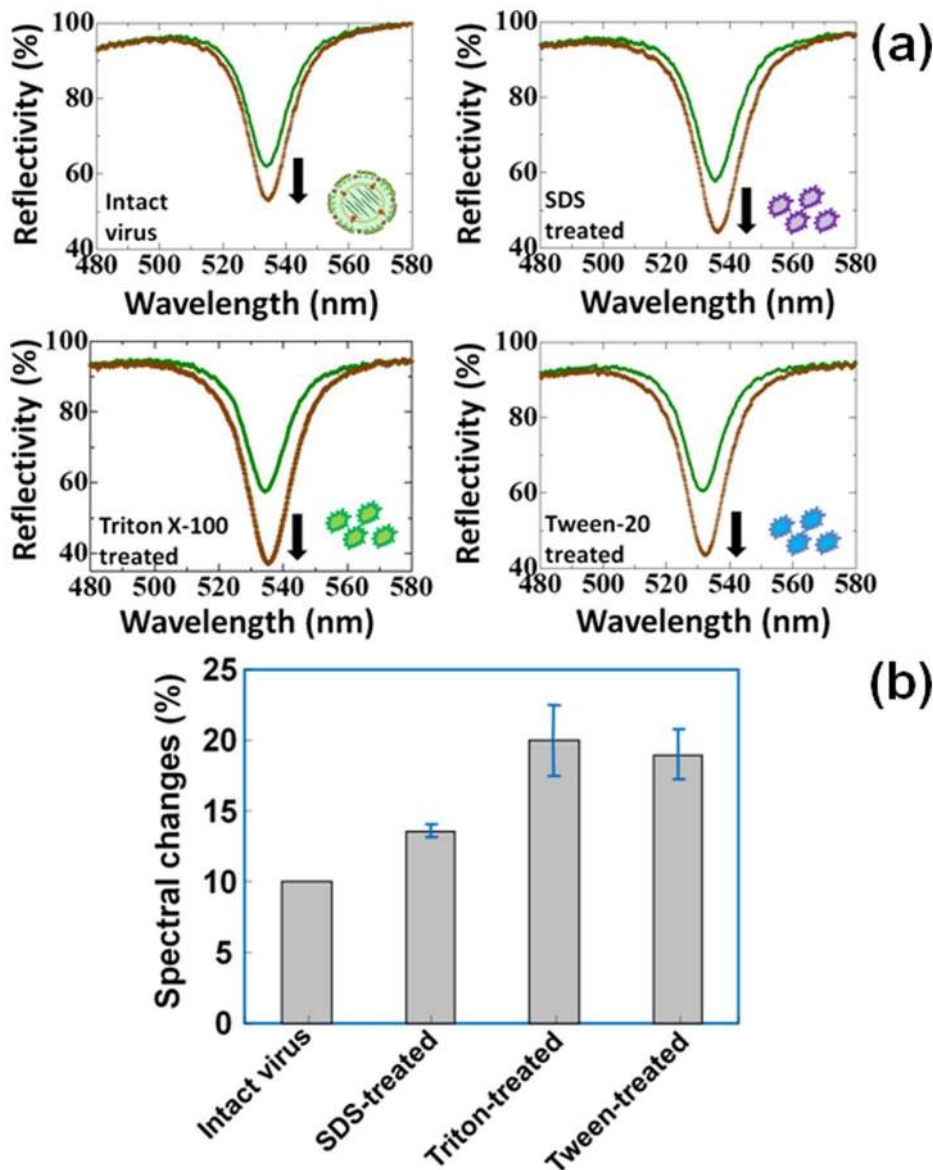 (a)
Reflectivity (%)
100
80
60
40
Intact
virus
480 500 520 540 560 580
Wavelength (nm)
Reflectivity (%)
100
80
60
40
SDS
treated
480 500 520 540 560 580
Wavelength (nm)
Reflectivity (%)
100
80
60
40
Triton X-100
treated
480 500 520 540 560 580
Wavelength (nm)
Reflectivity (%)
100
80
60
40
Tween-20
treated
480 500 520 540 560 580
Wavelength (nm)
(b)
Spectral changes (%)
25
20
15
10
5
0
Intact virus
SDS-treated
Triton-treated
Tween-treated